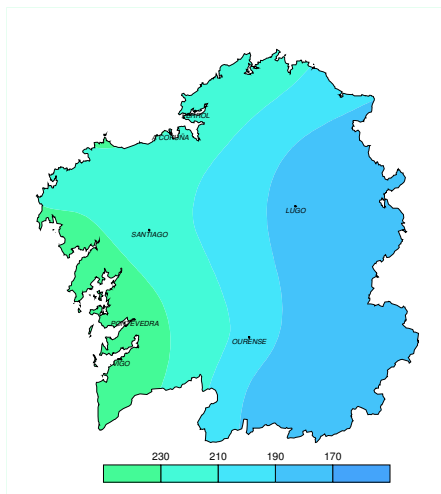 FERROL
CORUÑA
LUGO
SANTIAGO
PONTEVEDRA
OURENSE
VIGO
230 210 190 170